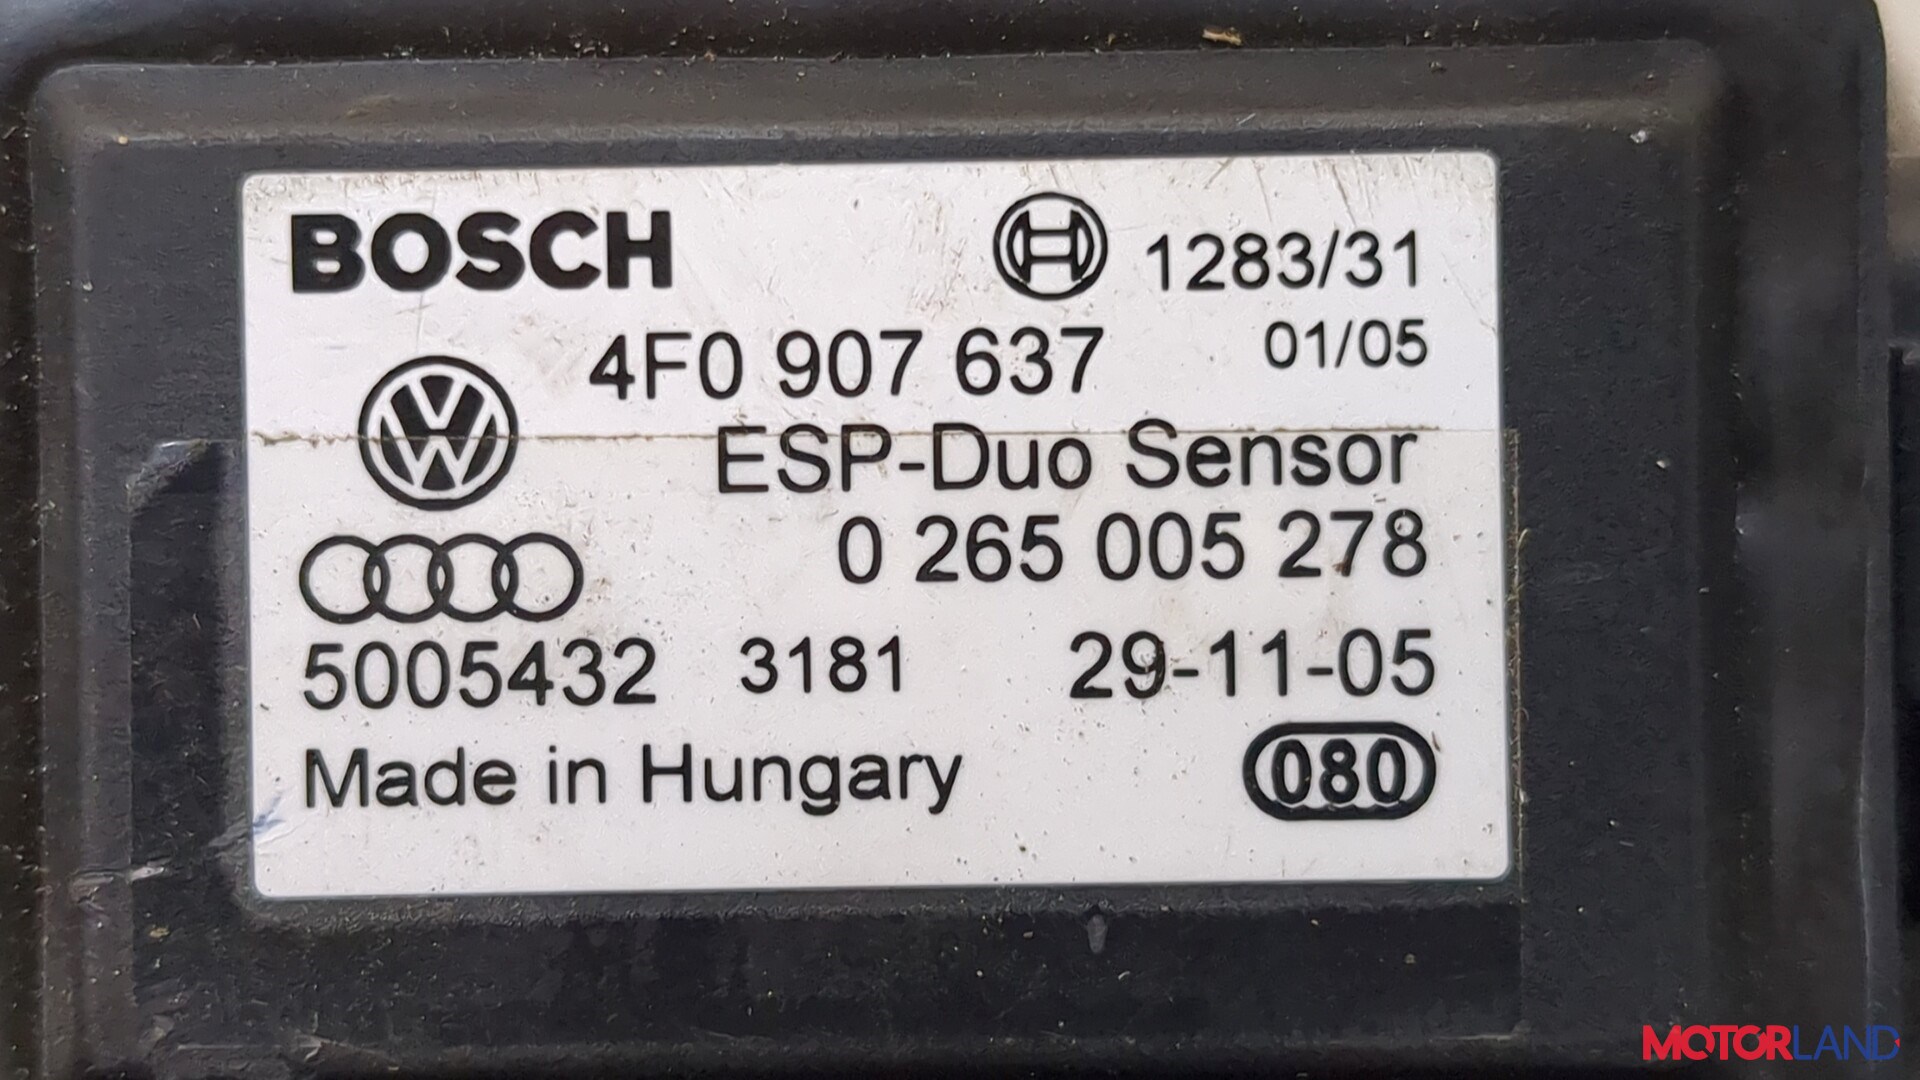 BOSCH 1283/31
4F0 907 637 01/05
ESP-Duo Sensor
0 265 005 278
5005432 3181 29-11-05
Made in Hungary 080
MOTORLAND